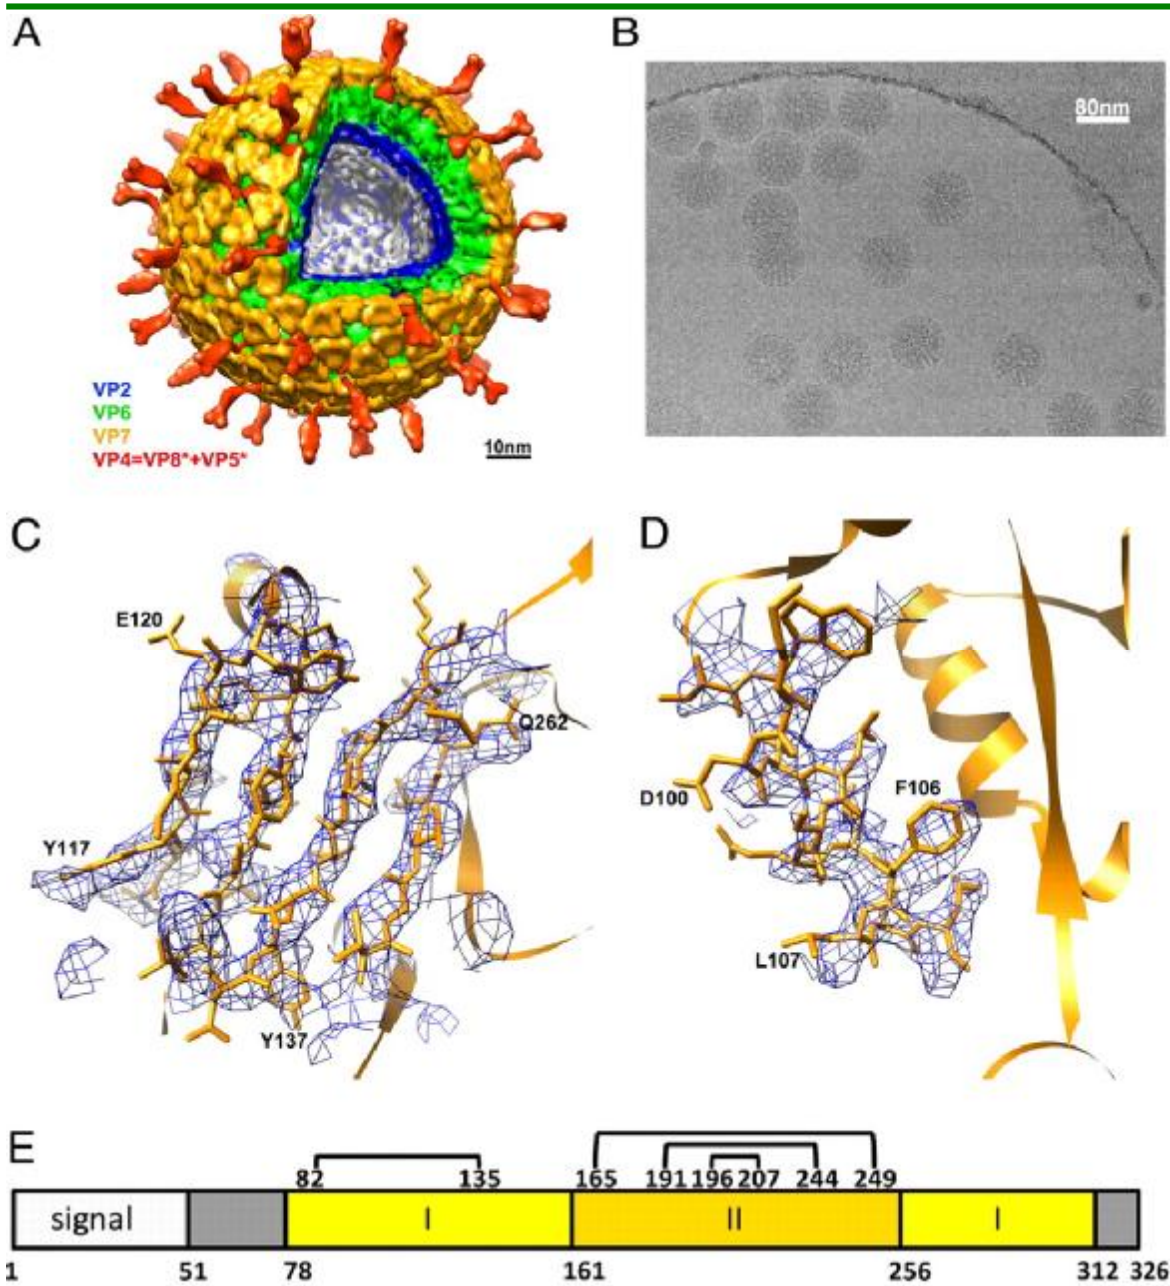 A
B
80nm
VP2
VP6
VP7
VP4=VP8*+VP5*
10nm
C
D
E120
Q262
D100
F106
Y117
L107
Y137
E
82 135 165 191 196 207 244 249
signal I II I
1 51 78 161 256 312 326